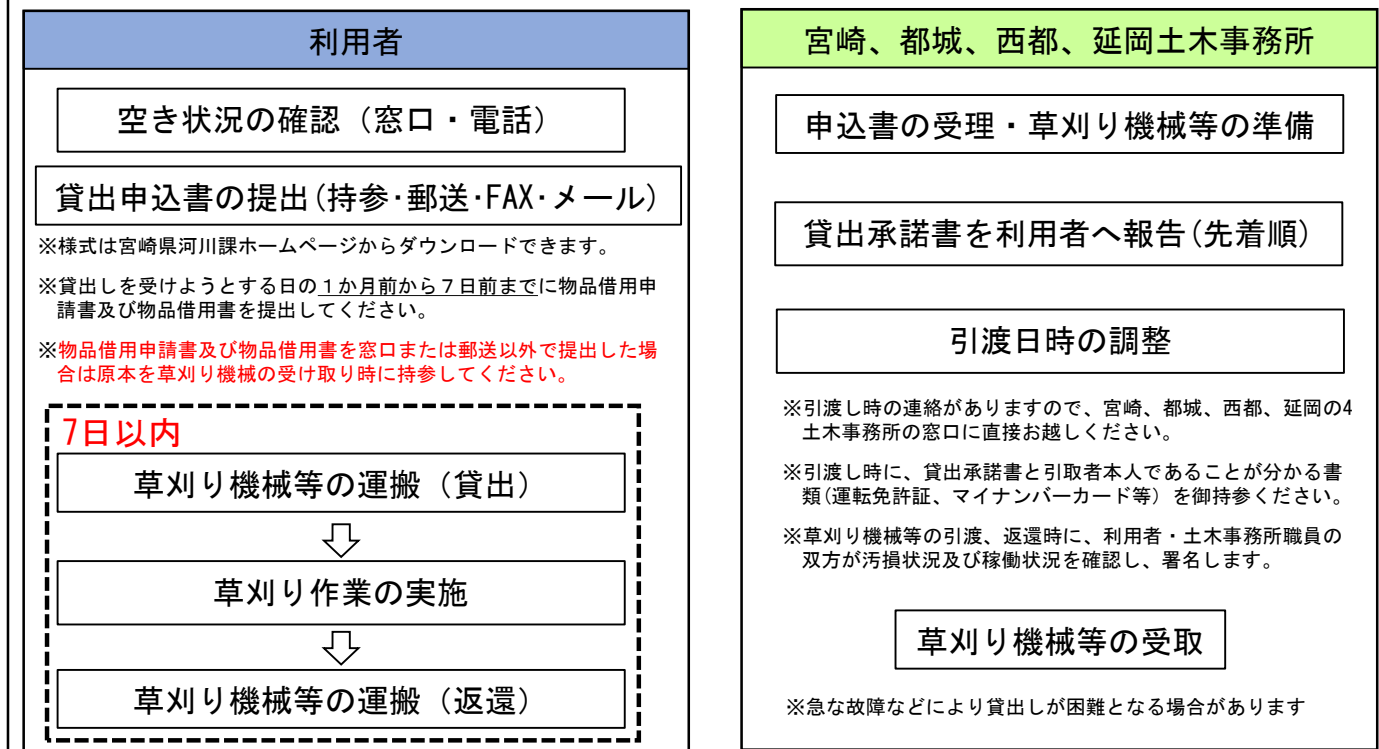 利用者
空き状況の確認（窓口・電話）
貸出申込書の提出(持参･郵送･FAX･メール)
※様式は宮崎県河川課ホームページからダウンロードできます。
※貸出しを受けようとする日の１か月前から７日前までに物品借用申
請書及び物品借用書を提出してください。
※物品借用申請書及び物品借用書を窓口または郵送以外で提出した場
合は原本を草刈り機械の受け取り時に持参してください。
7日以内
草刈り機械等の運搬（貸出）
草刈り作業の実施
草刈り機械等の運搬（返還）
宮崎、都城、西都、延岡土木事務所
申込書の受理・草刈り機械等の準備
貸出承諾書を利用者へ報告(先着順)
引渡日時の調整
※引渡し時の連絡がありますので、宮崎、都城、西都、延岡の4
土木事務所の窓口に直接お越しください。
※引渡し時に、貸出承諾書と引取者本人であることが分かる書
類(運転免許証、マイナンバーカード等）を御持参ください。
※草刈り機械等の引渡、返還時に、利用者・土木事務所職員の
双方が汚損状況及び稼働状況を確認し、署名します。
草刈り機械等の受取
※急な故障などにより貸出しが困難となる場合があります